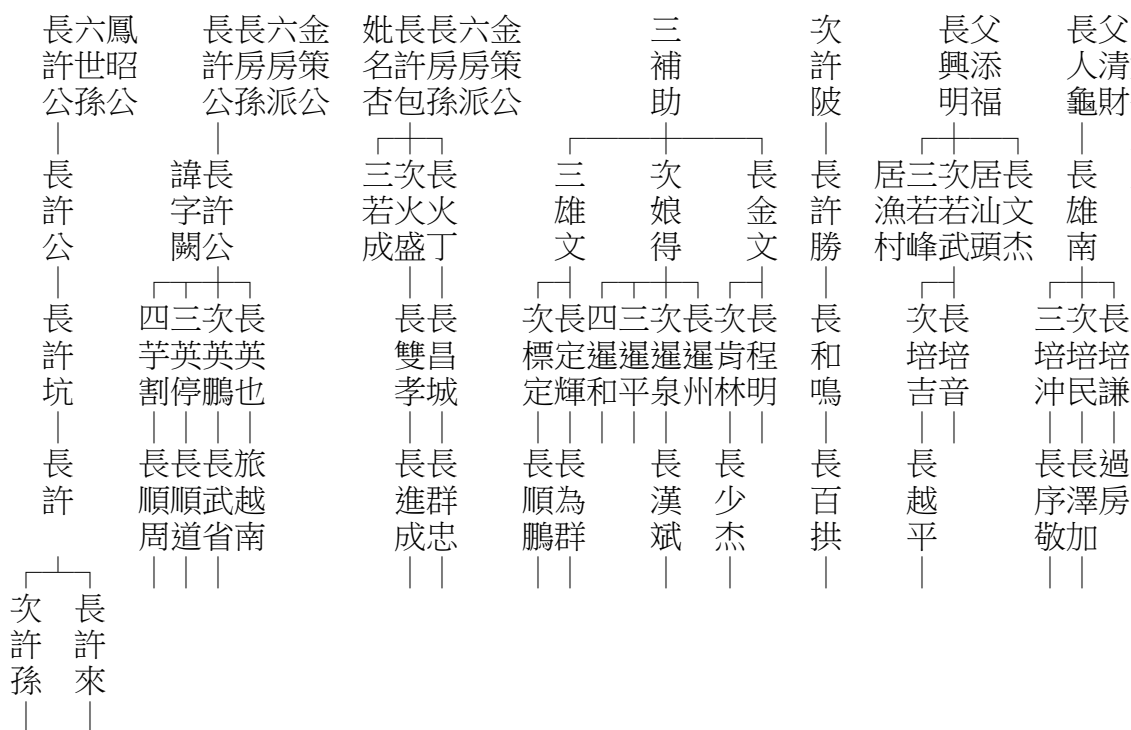 父清財
長人龜
父添福
長興明
次許陂
三補助
金策公
六房派
長房孫
長許包
妣名杏
金策公
六房派
長房孫
長許公
鳳昭公
六世孫
長許公
長雄南
長文杰
居汕頭
次若武
三若峰
居漁村
長許勝
長金文
次娘得
三雄文
長火丁
次火盛
三若成
長許公
諱字闕
長許公
長培謙
次培民
三培沖
長培音
次培吉
長和鳴
長程明
次肯林
長暹州
次暹泉
三暹平
四暹和
長定輝
次標定
長昌城
長雙孝
長英也
次英鵬
三英停
四芋割
長許坑
過房
長澤加
長序敬
長越平
長百拱
長少杰
長漢斌
長為群
長順鵬
長群忠
長進成
旅越南
長武省
長順道
長順周
長許
長許來
次許孫